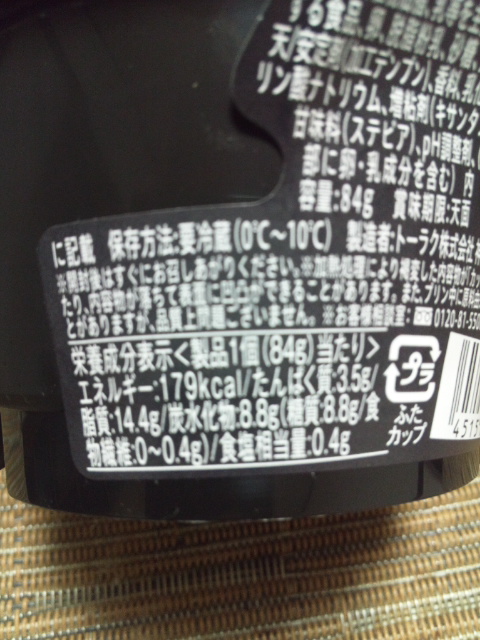 する食品、乳
加工デンプン)、香料、乳
リン酸ナトリウム、増粘剤(キサンタ
甘味料(ステビア)、pH調整剤、
部に卵・乳成分を含む) 内
容量:84g 賞味期限:天面
に記載 保存方法:要冷蔵(0℃~10℃) 製造者:トーラク株式会社
※開封後はすぐにお召しあがりください。※加熱処理により
たり、内容物が落ちて表面に凹凸ができることがあります。また、プリン中に
とがありますが、品質上問題ございません。 ※お客様相談室: 0120-81-550
栄養成分表示<製品1個(84g)当たり>
エネルギー:179kcal/たんぱく質:3.5g/
脂質:14.4g/炭水化物:8.8g(糖質:8.8g/食
物繊維:0~0.4g)/食塩相当量:0.4g
プラ
ふた
カップ
4515